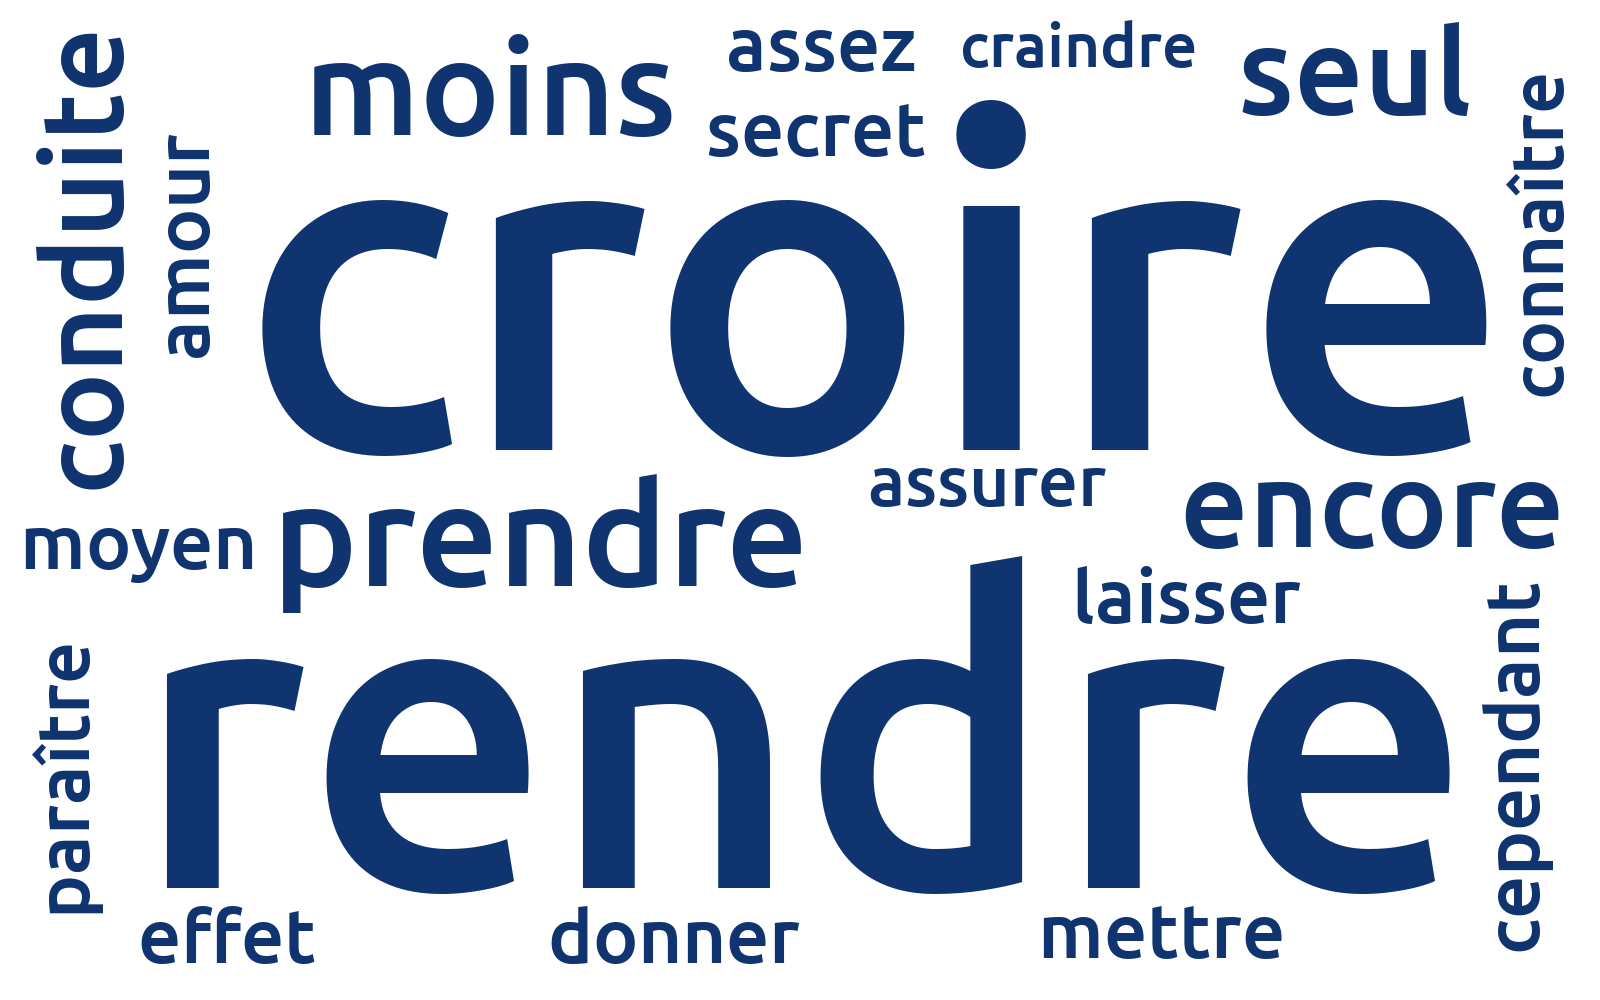 conduite
moins
assez
craindre
seul
secret
amour
connaître
croire
assurer
prendre
encore
moyen
laisser
rendre
paraître
cependant
effet
donner
mettre